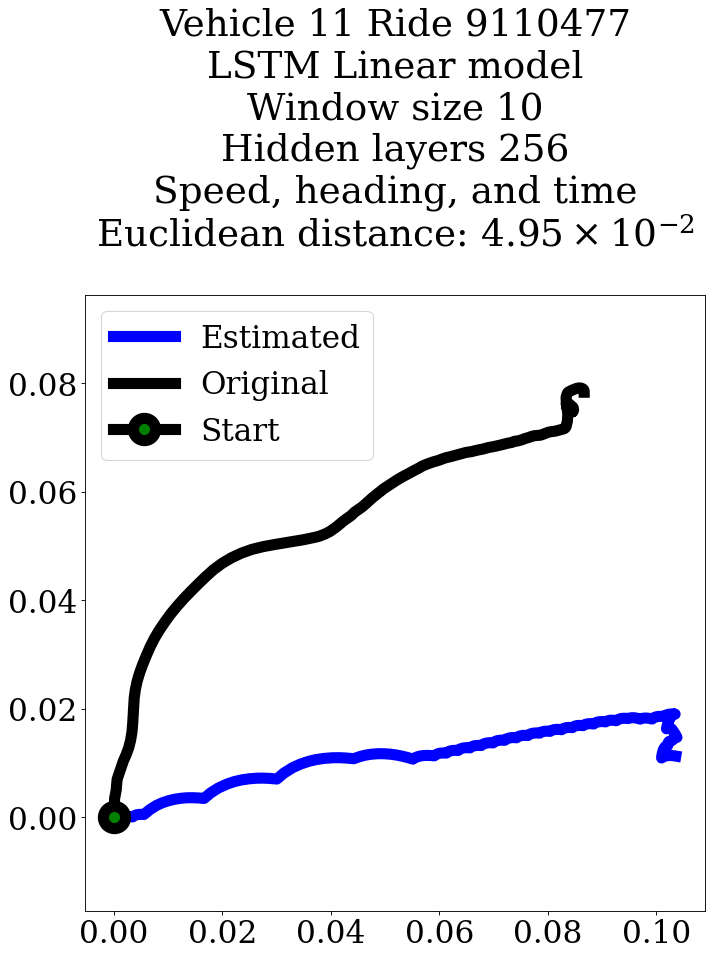 Vehicle 11 Ride 9110477
LSTM Linear model
Window size 10
Hidden layers 256
Speed, heading, and time
Euclidean distance: 4.95 × 10⁻²
Estimated
Original
Start
0.08
0.06
0.04
0.02
0.00
0.00 0.02 0.04 0.06 0.08 0.10